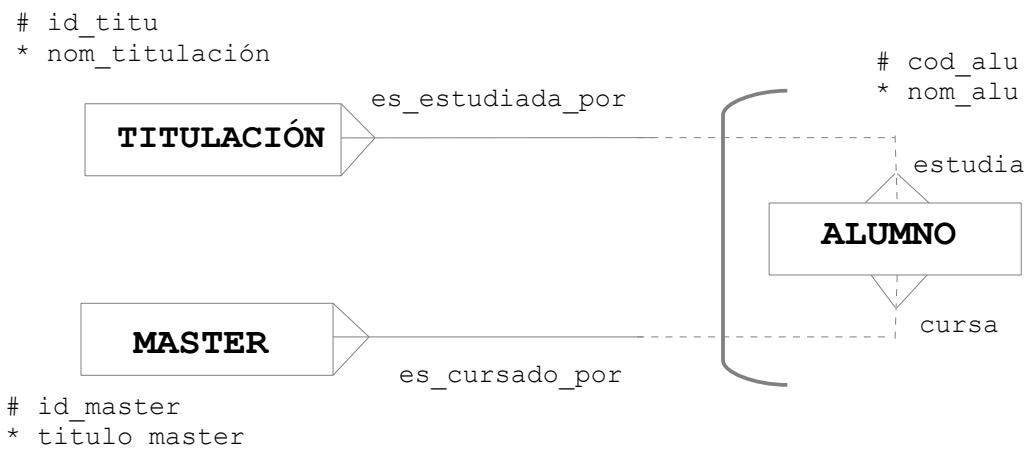 # id_titu
* nom_titulación
# cod_alu
* nom_alu
es_estudiada_por
TITULACIÓN
estudia
ALUMNO
cursa
MASTER
es_cursado_por
# id_master
* titulo master